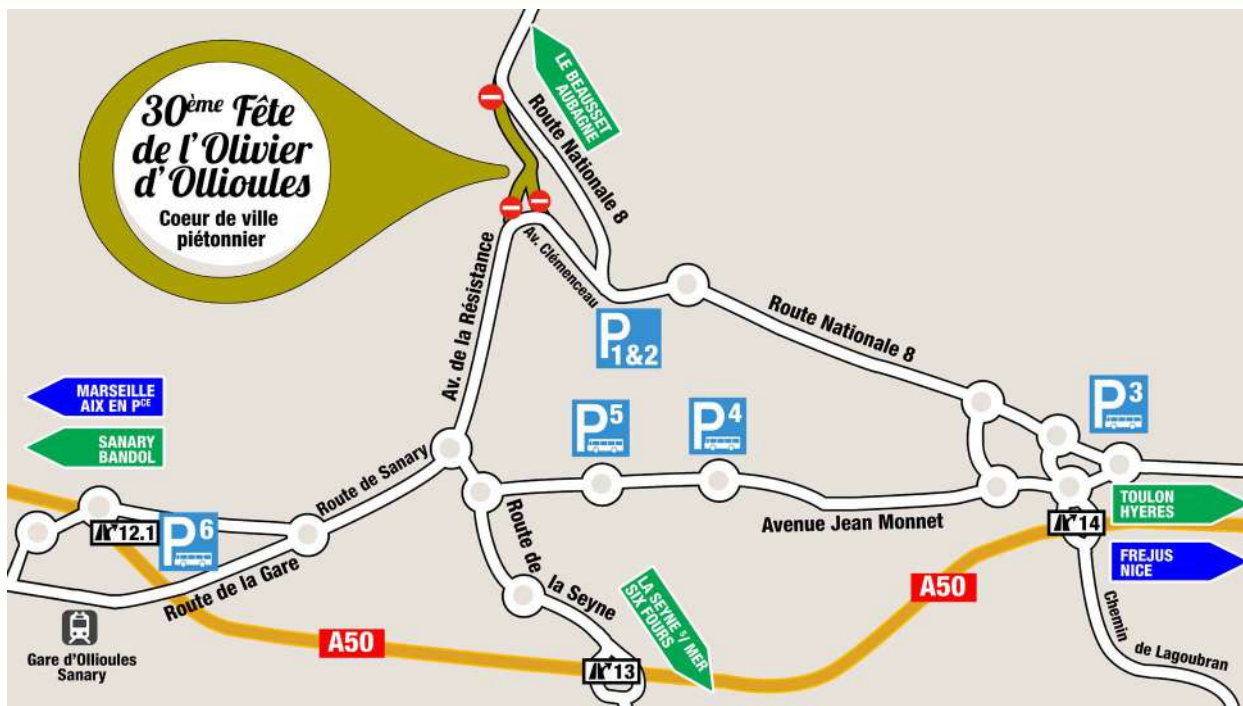 30ème Fête
de l'Olivier
d'Ollioules
Coeur de ville
piétonnier
LE BEAUSSET
AUBAGNE
Route Nationale 8
Av. Clémenceau
Av. de la Résistance
P 1&2
Route Nationale 8
MARSEILLE
AIX EN PCE
SANARY
BANDOL
P5
P4
P3
Route de Sanary
12.1
P6
Route de la Gare
Route de la Seyne
Avenue Jean Monnet
14
TOULON
HYERES
FREJUS
NICE
A50
A50
LA SEYNE S/ MER
SIX FOURS
13
Chemin de Lagoubran
Gare d'Ollioules
Sanary